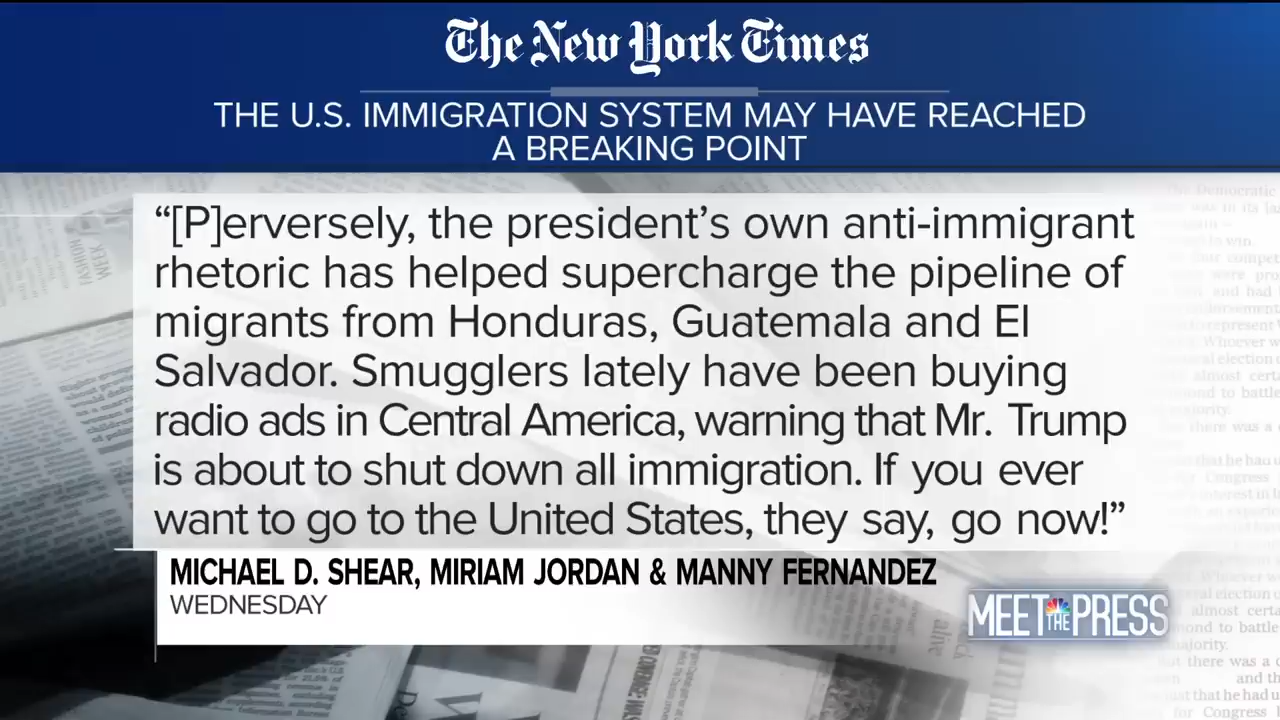 The New York Times
THE U.S. IMMIGRATION SYSTEM MAY HAVE REACHED
A BREAKING POINT
“[P]erversely, the president’s own anti-immigrant
rhetoric has helped supercharge the pipeline of
migrants from Honduras, Guatemala and El
Salvador. Smugglers lately have been buying
radio ads in Central America, warning that Mr. Trump
is about to shut down all immigration. If you ever
want to go to the United States, they say, go now!”
MICHAEL D. SHEAR, MIRIAM JORDAN & MANNY FERNANDEZ
WEDNESDAY
MEET THE PRESS
FASHION
WEEK